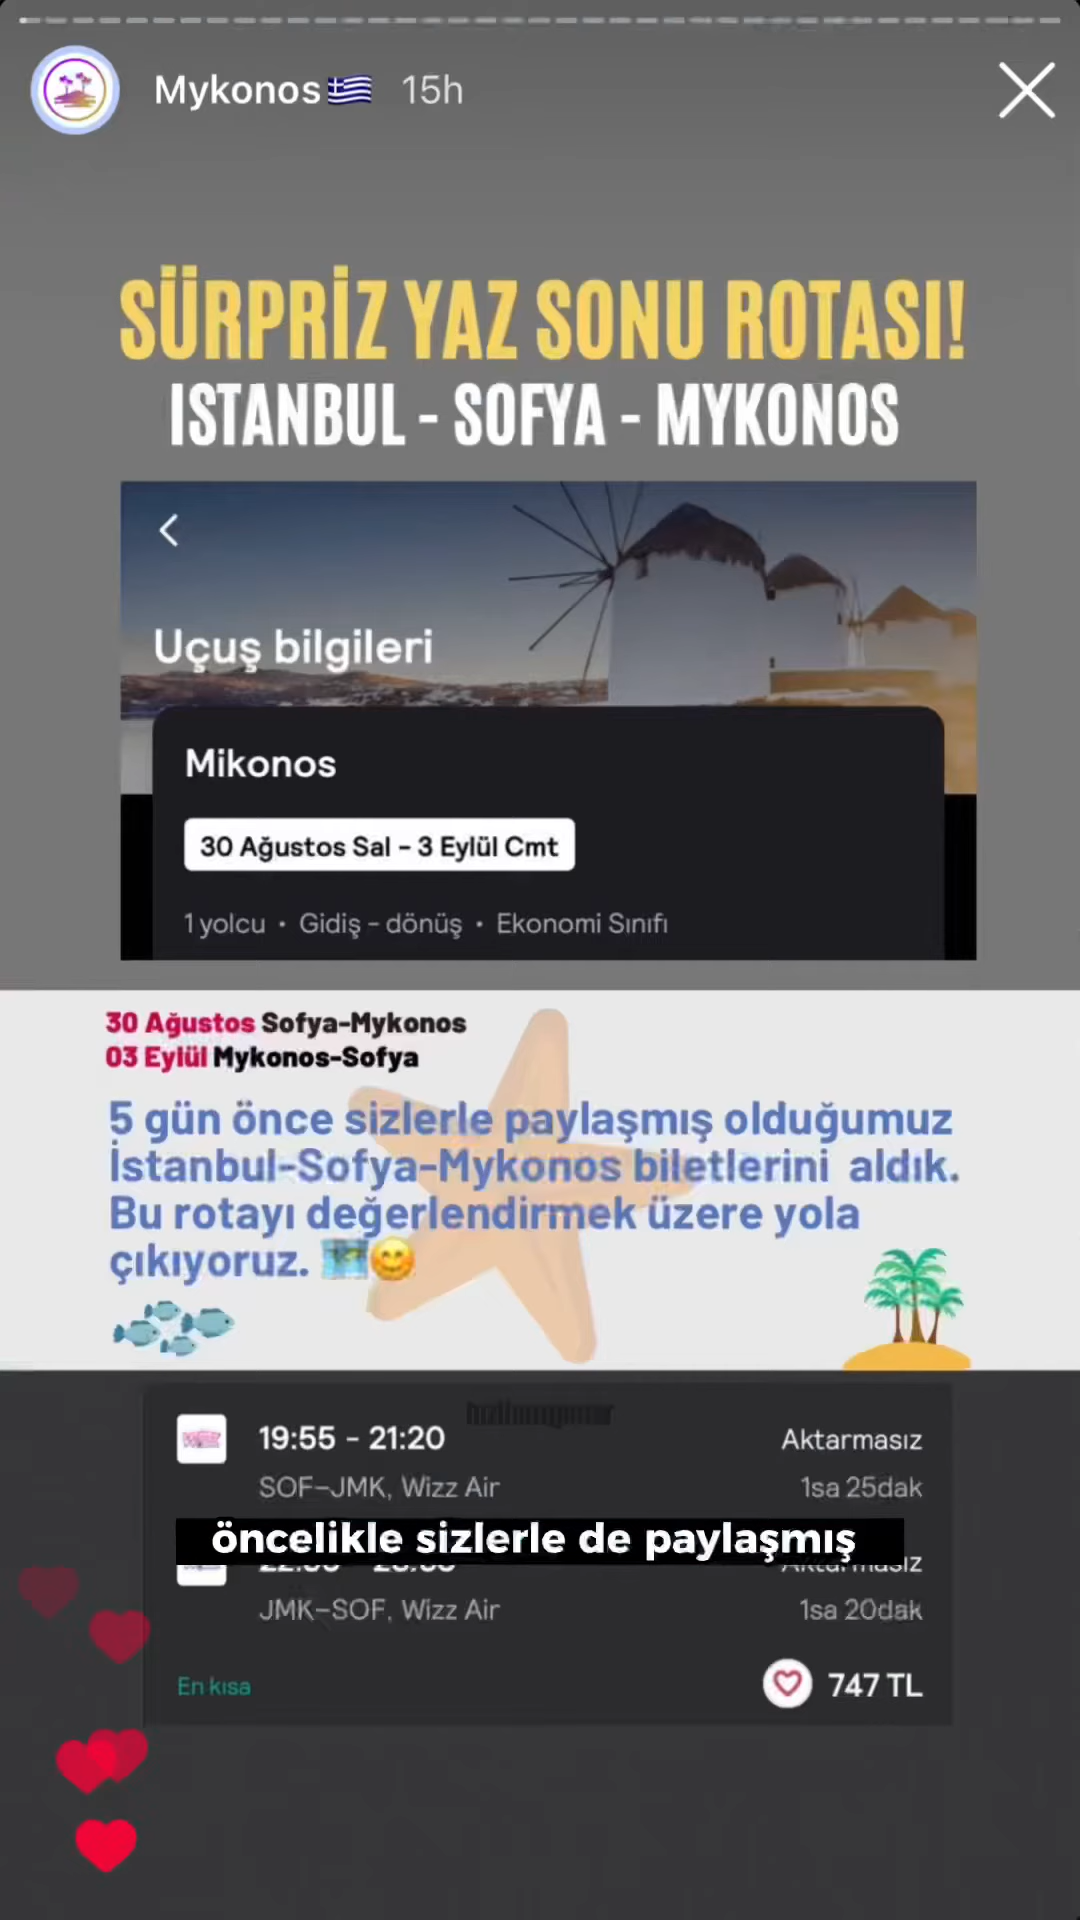 Mykonos🇬🇷 15h
SÜRPRİZ YAZ SONU ROTASI!
ISTANBUL - SOFYA - MYKONOS
Uçuş bilgileri
Mikonos
30 Ağustos Sal - 3 Eylül Cmt
1 yolcu • Gidiş - dönüş • Ekonomi Sınıfı
30 Ağustos Sofya-Mykonos
03 Eylül Mykonos-Sofya
5 gün önce sizlerle paylaşmış olduğumuz
İstanbul-Sofya-Mykonos biletlerini aldık.
Bu rotayı değerlendirmek üzere yola
çıkıyoruz. 🗺️😊
19:55 - 21:20 Aktarmasız
SOF-JMK, Wizz Air 1sa 25dak
öncelikle sizlerle de paylaşmış
Aktarmasız
JMK-SOF, Wizz Air 1sa 20dak
En kısa 747 TL